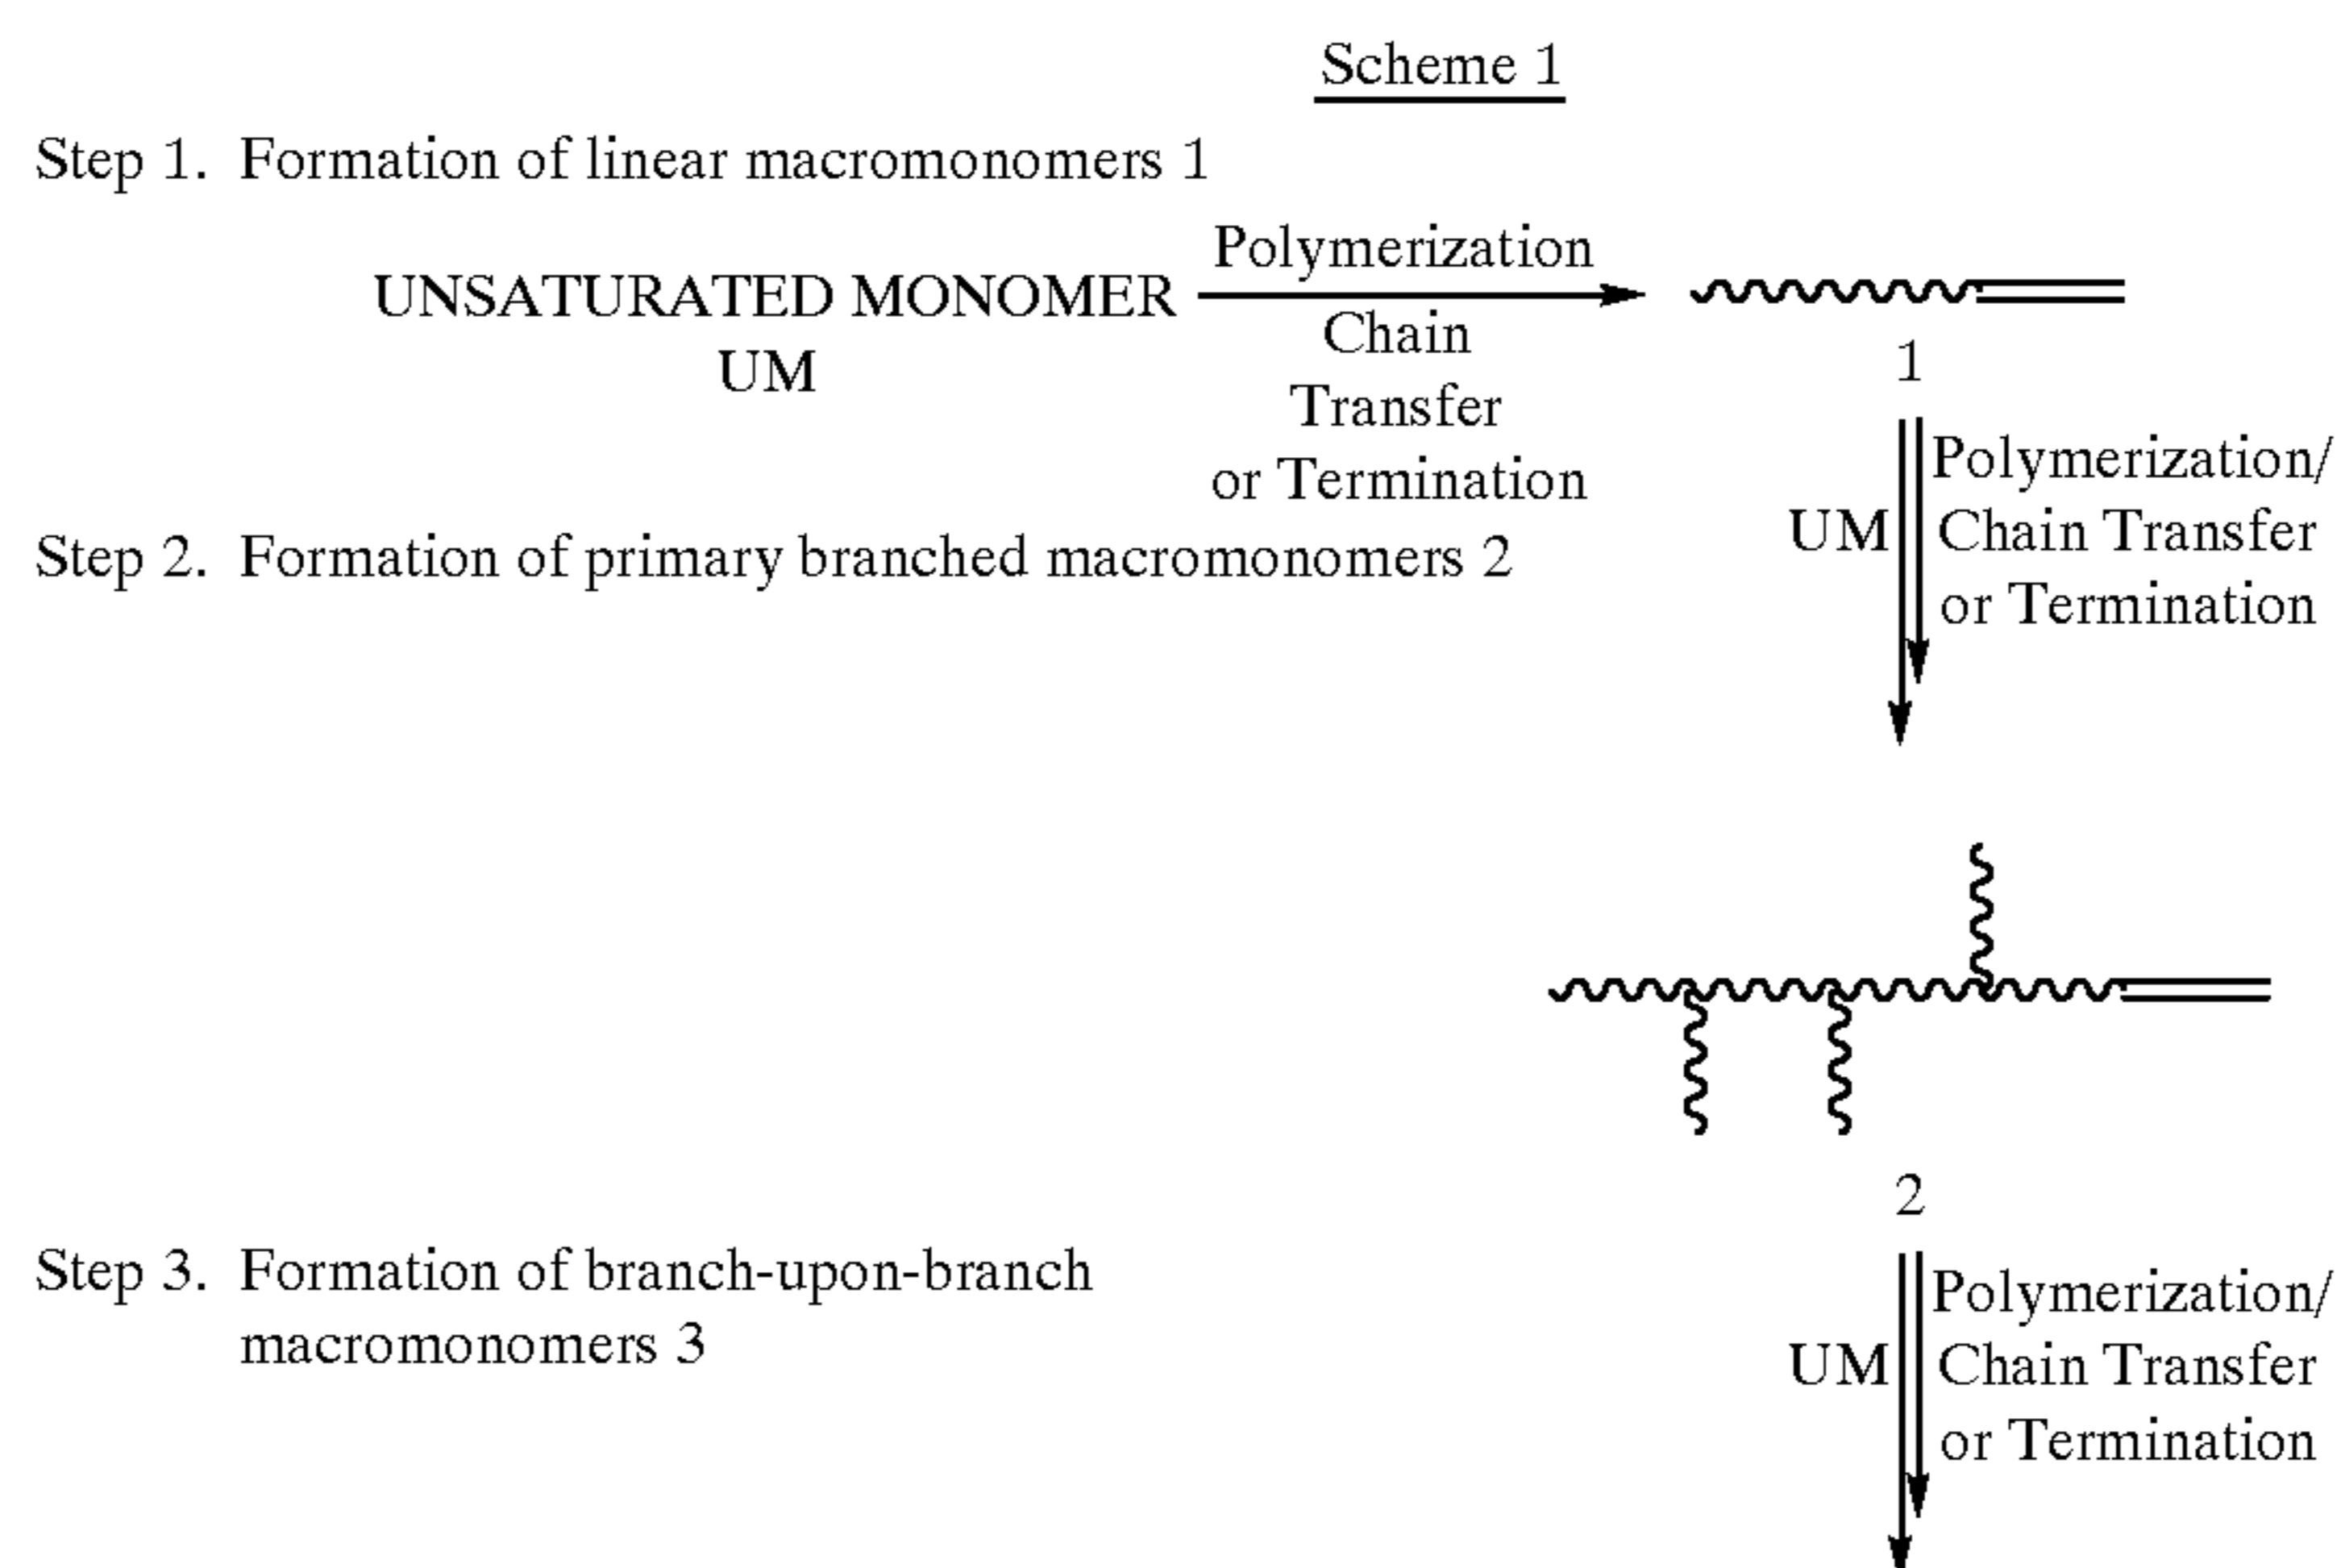 Scheme 1
Step 1. Formation of linear macromonomers 1
UNSATURATED MONOMER
UM
Polymerization
Chain
Transfer
or Termination
1
UM
Polymerization/
Chain Transfer
or Termination
Step 2. Formation of primary branched macromonomers 2
2
Step 3. Formation of branch-upon-branch
macromonomers 3
UM
Polymerization/
Chain Transfer
or Termination